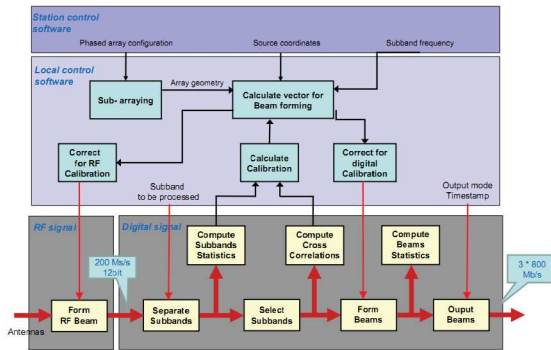 Station control
software
Phased array configuration
Source coordinates
Subband frequency
Local control
software
Sub- arraying
Array geometry
Calculate vector for
Beam forming
Correct
for RF
Calibration
Calculate
Calibration
Correct for
digital
Calibration
Subband
to be processed
Output mode
Timestamp
RF signal
Digital signal
Compute
Subbands
Statistics
Compute
Cross
Correlations
Compute
Beams
Statistics
200 Ms/s
12bit
3 * 800
Mb/s
Antennas
Form
RF Beam
Separate
Subbands
Select
Subbands
Form
Beams
Ouput
Beams